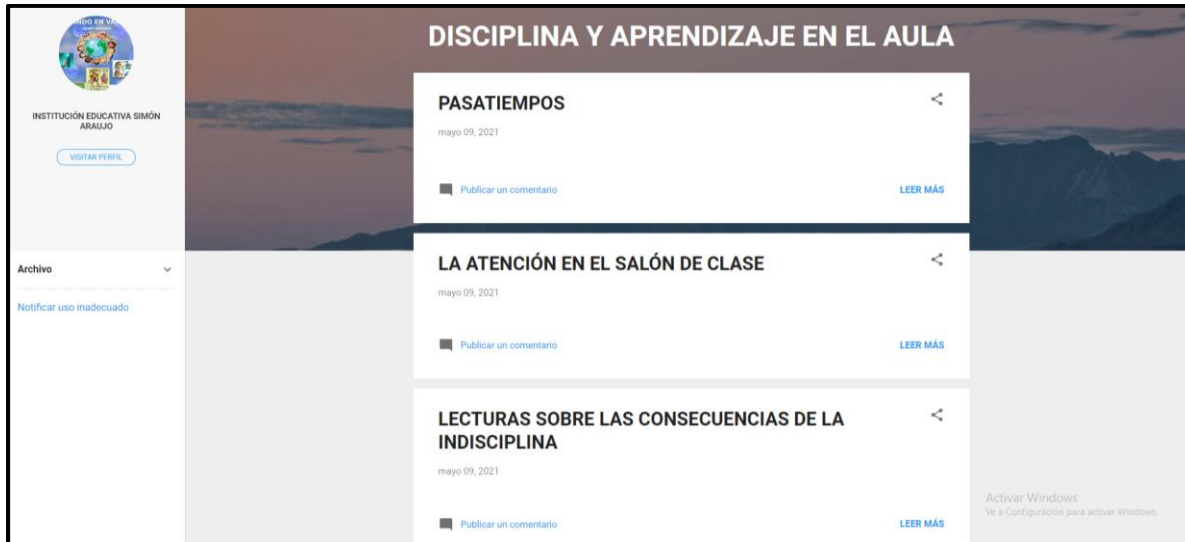 INSTITUCIÓN EDUCATIVA SIMÓN
ARAUJO
VISITAR PERFIL
Archivo
Notificar uso inadecuado
DISCIPLINA Y APRENDIZAJE EN EL AULA
PASATIEMPOS
mayo 09, 2021
Publicar un comentario
LEER MÁS
LA ATENCIÓN EN EL SALÓN DE CLASE
mayo 09, 2021
Publicar un comentario
LEER MÁS
LECTURAS SOBRE LAS CONSECUENCIAS DE LA
INDISCIPLINA
mayo 09, 2021
Publicar un comentario
LEER MÁS
Activar Windows
Ve a Configuración para activar Windows.